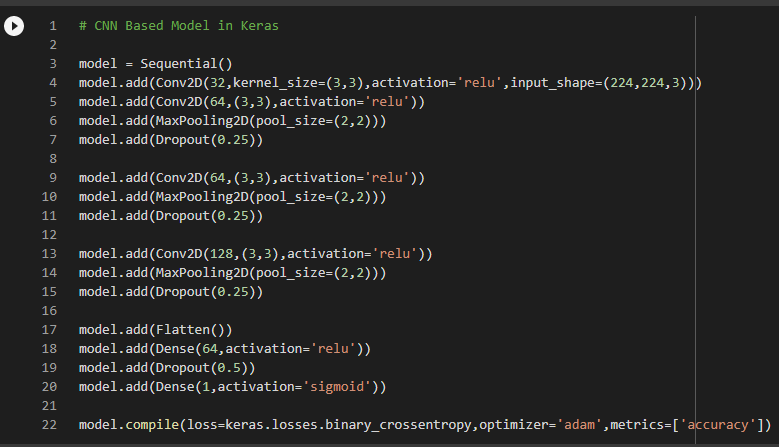 1 # CNN Based Model in Keras
2
3 model = Sequential()
4 model.add(Conv2D(32,kernel_size=(3,3),activation='relu',input_shape=(224,224,3)))
5 model.add(Conv2D(64,(3,3),activation='relu'))
6 model.add(MaxPooling2D(pool_size=(2,2)))
7 model.add(Dropout(0.25))
8
9 model.add(Conv2D(64,(3,3),activation='relu'))
10 model.add(MaxPooling2D(pool_size=(2,2)))
11 model.add(Dropout(0.25))
12
13 model.add(Conv2D(128,(3,3),activation='relu'))
14 model.add(MaxPooling2D(pool_size=(2,2)))
15 model.add(Dropout(0.25))
16
17 model.add(Flatten())
18 model.add(Dense(64,activation='relu'))
19 model.add(Dropout(0.5))
20 model.add(Dense(1,activation='sigmoid'))
21
22 model.compile(loss=keras.losses.binary_crossentropy,optimizer='adam',metrics=['accuracy'])